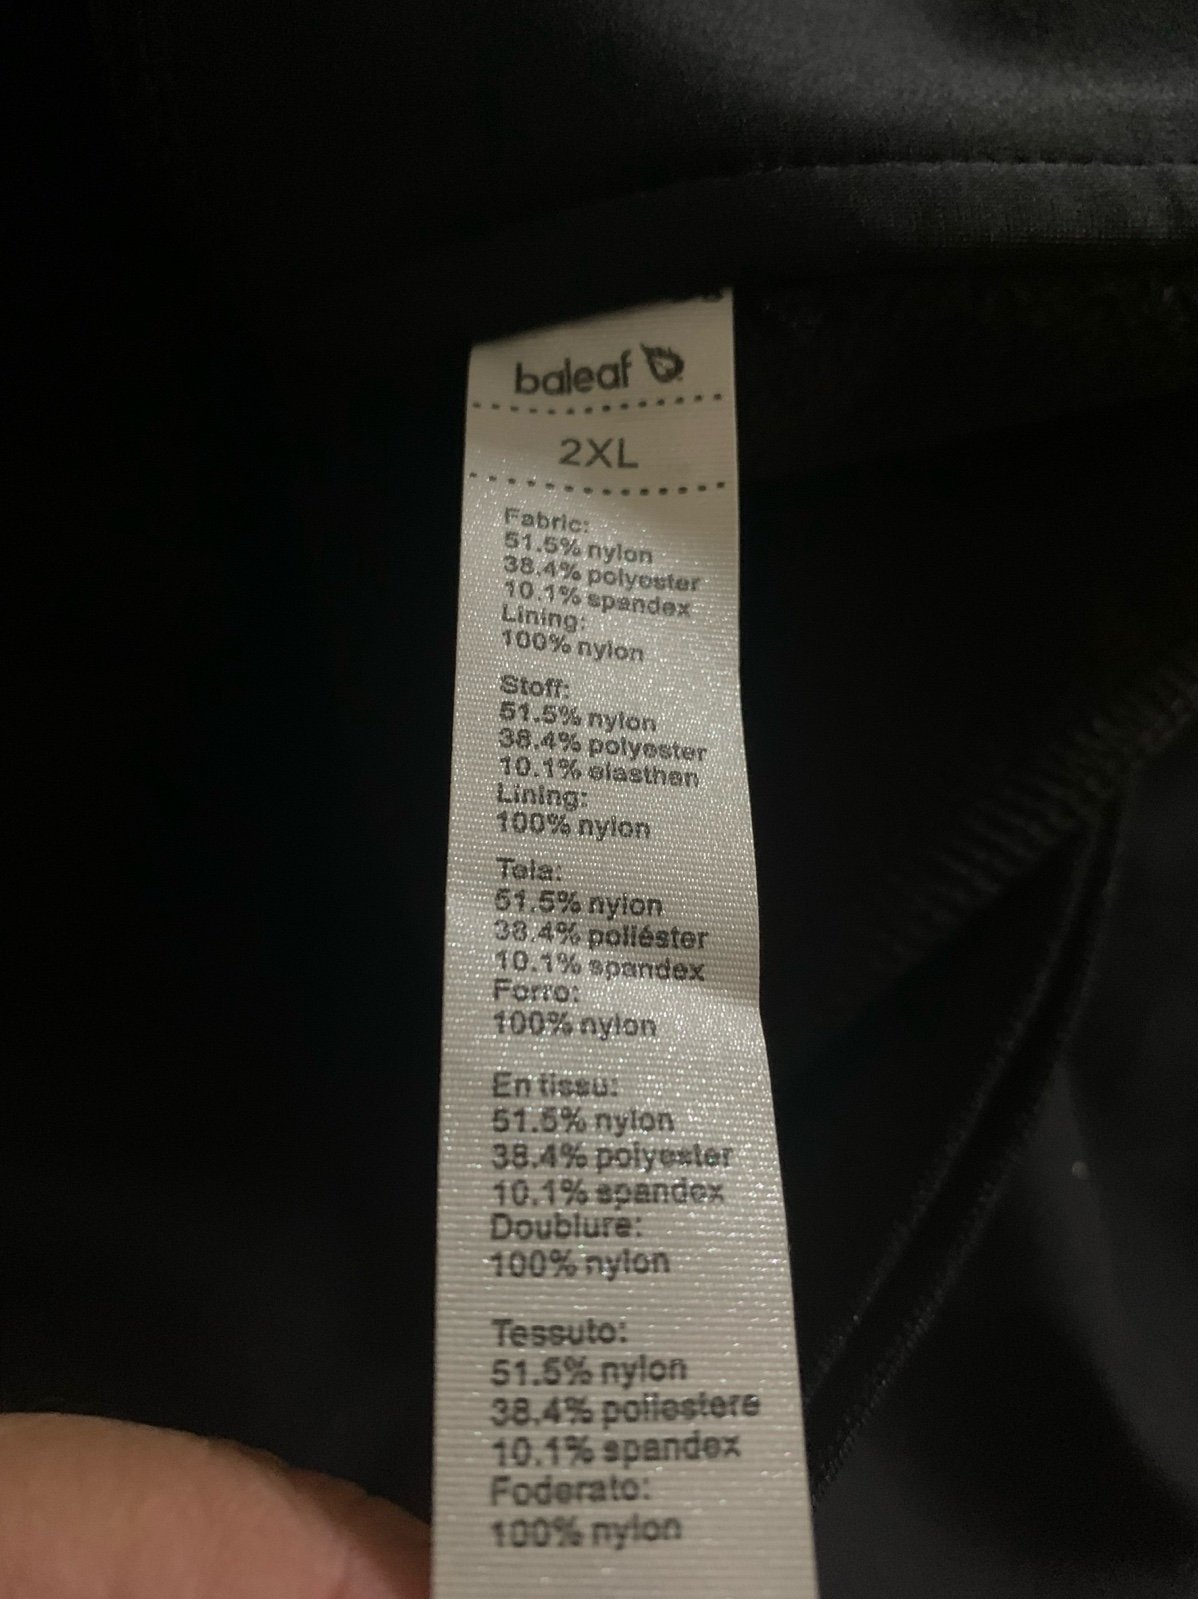 baleaf
2XL
Fabric:
51.5% nylon
38.4% polyester
10.1% spandex
Lining:
100% nylon
Stoff:
51.5% nylon
38.4% polyester
10.1% elasthan
Lining:
100% nylon
Tela:
51.5% nylon
38.4% poliéster
10.1% spandex
Forro:
100% nylon
En tissu:
51.5% nylon
38.4% polyester
10.1% spandex
Doublure:
100% nylon
Tessuto:
51.5% nylon
38.4% poliestere
10.1% spandex
Foderato:
100% nylon